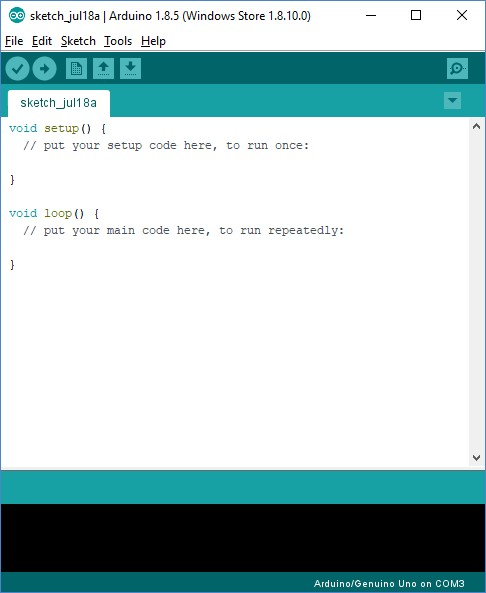 sketch_jul18a | Arduino 1.8.5 (Windows Store 1.8.10.0)
File Edit Sketch Tools Help
sketch_jul18a
void setup() {
  // put your setup code here, to run once:
}
void loop() {
  // put your main code here, to run repeatedly:
}
Arduino/Genuino Uno on COM3